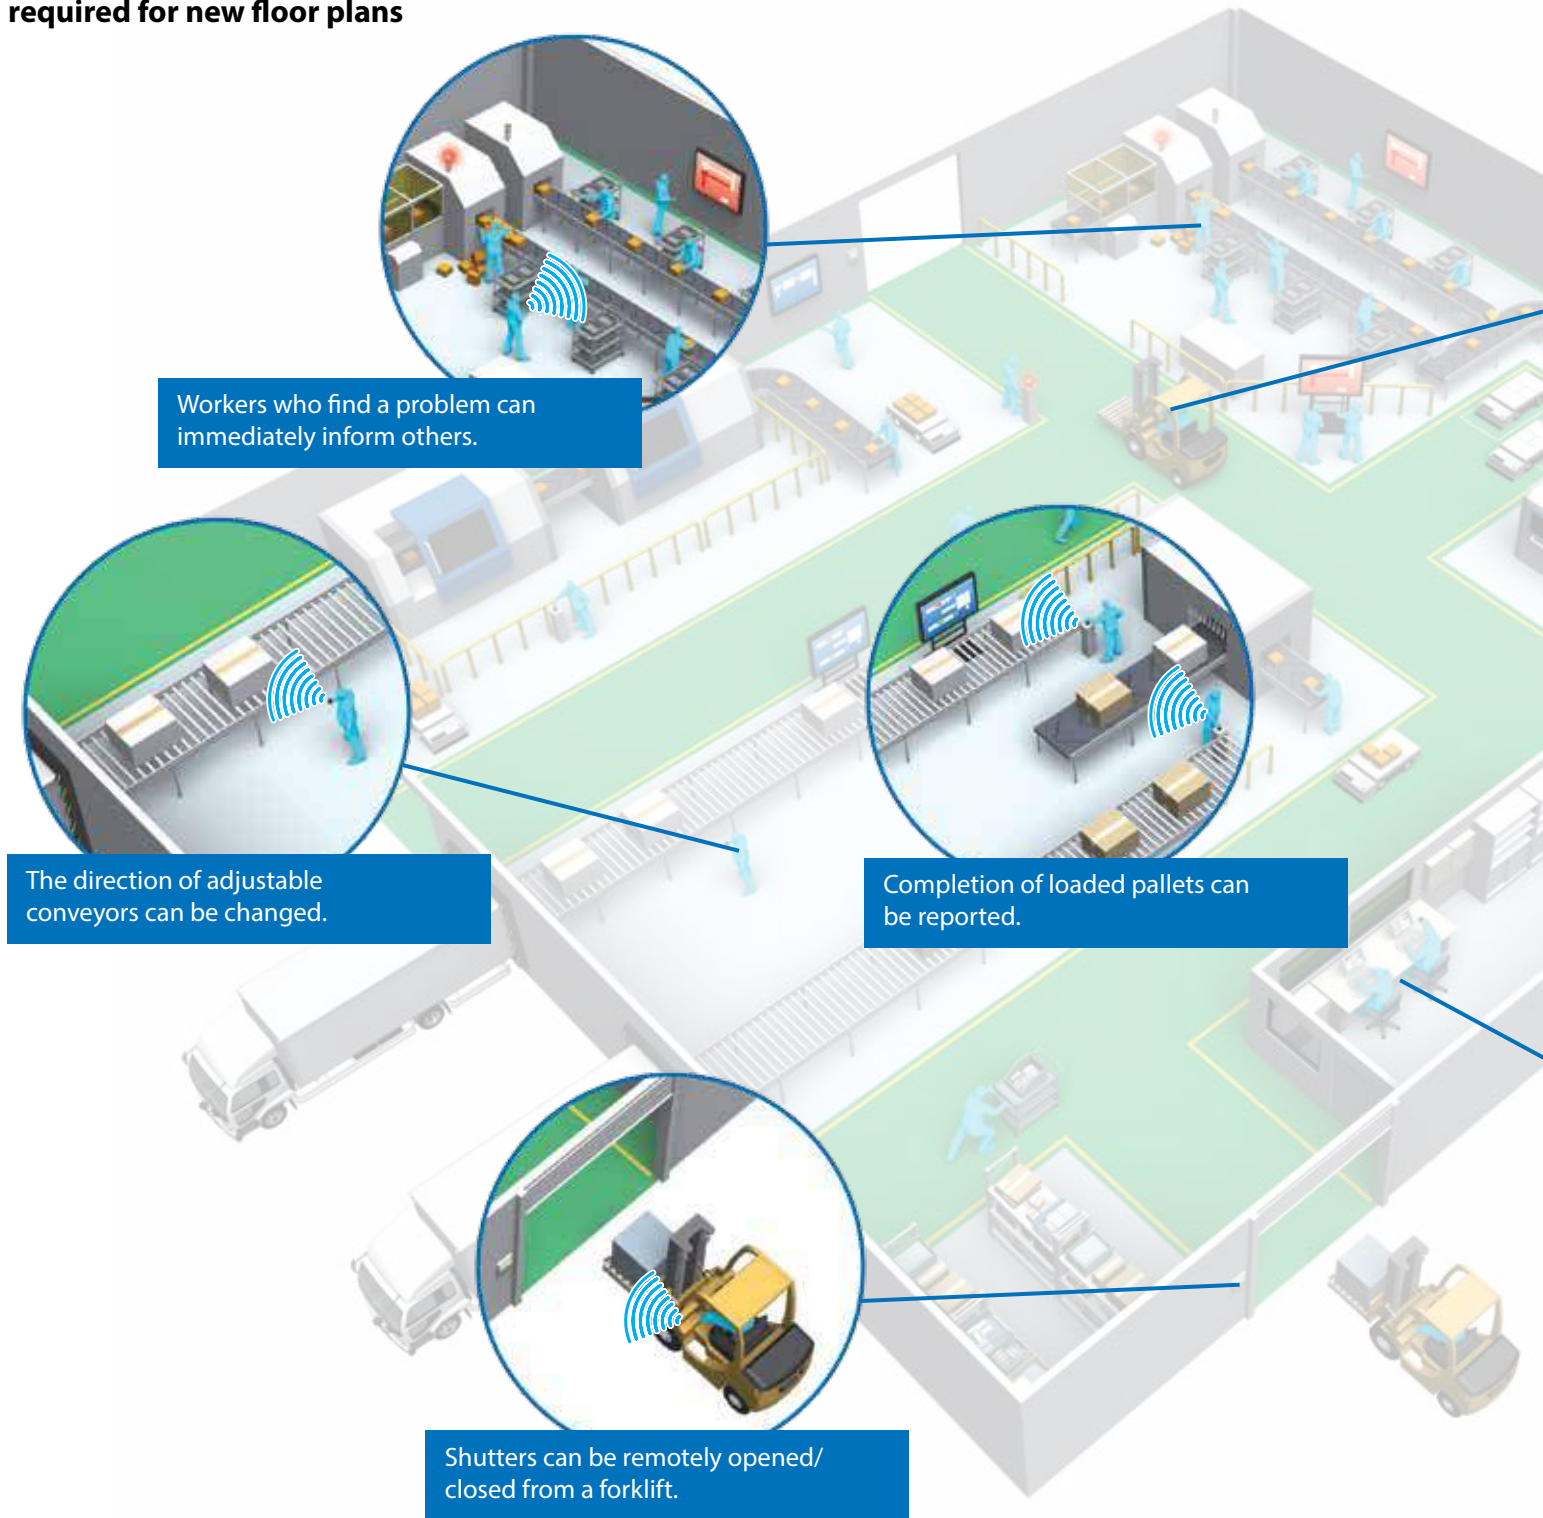 required for new floor plans
Workers who find a problem can
immediately inform others.
The direction of adjustable
conveyors can be changed.
Completion of loaded pallets can
be reported.
Shutters can be remotely opened/
closed from a forklift.